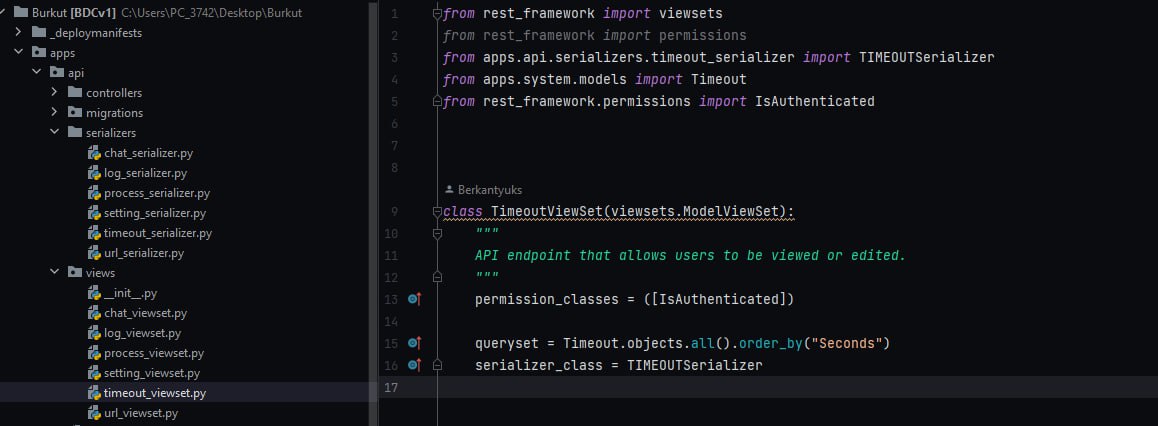 Burkut [BDCv1] C:\Users\PC_3742\Desktop\Burkut
_deploymanifests
apps
api
controllers
migrations
serializers
chat_serializer.py
log_serializer.py
process_serializer.py
setting_serializer.py
timeout_serializer.py
url_serializer.py
views
__init__.py
chat_viewset.py
log_viewset.py
process_viewset.py
setting_viewset.py
timeout_viewset.py
url_viewset.py
1 from rest_framework import viewsets
2 from rest_framework import permissions
3 from apps.api.serializers.timeout_serializer import TIMEOUTSerializer
4 from apps.system.models import Timeout
5 from rest_framework.permissions import IsAuthenticated
6
7
8
Berkantyuks
9 class TimeoutViewSet(viewsets.ModelViewSet):
10 """
11 API endpoint that allows users to be viewed or edited.
12 """
13 permission_classes = ([IsAuthenticated])
14
15 queryset = Timeout.objects.all().order_by("Seconds")
16 serializer_class = TIMEOUTSerializer
17